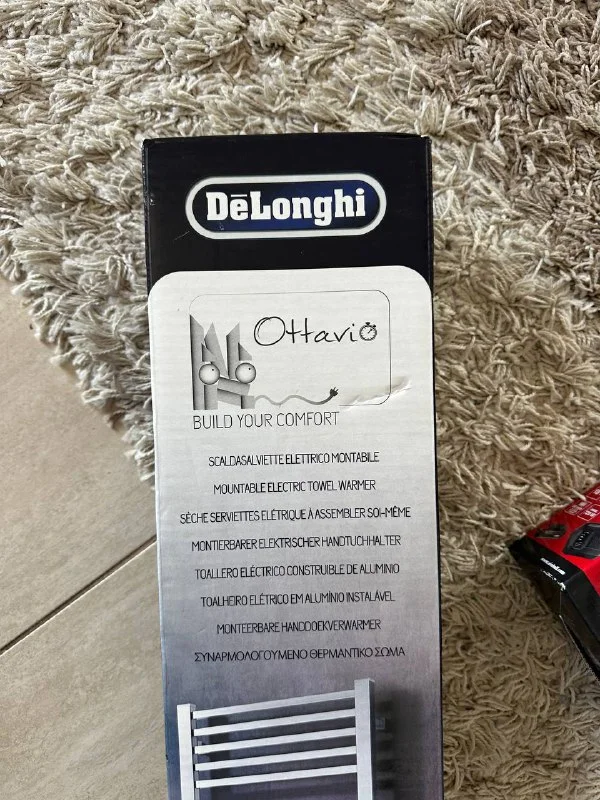 DēLonghi
Ottavio
BUILD YOUR COMFORT
SCALDASALVIETTE ELETTRICO MONTABILE
MOUNTABLE ELECTRIC TOWEL WARMER
SÈCHE SERVIETTES ELÉTRIQUE À ASSEMBLER SOI-MÊME
MONTIERBARER ELEKTRISCHER HANDTUCHHALTER
TOALLERO ELÉCTRICO CONSTRUIBLE DE ALUMINIO
TOALHEIRO ELÉTRICO EM ALUMÍNIO INSTALÁVEL
MONTEERBARE HANDDOEKVERWARMER
ΣΥΝΑΡΜΟΛΟΓΟΥΜΕΝΟ ΘΕΡΜΑΝΤΙΚΟ ΣΩΜΑ